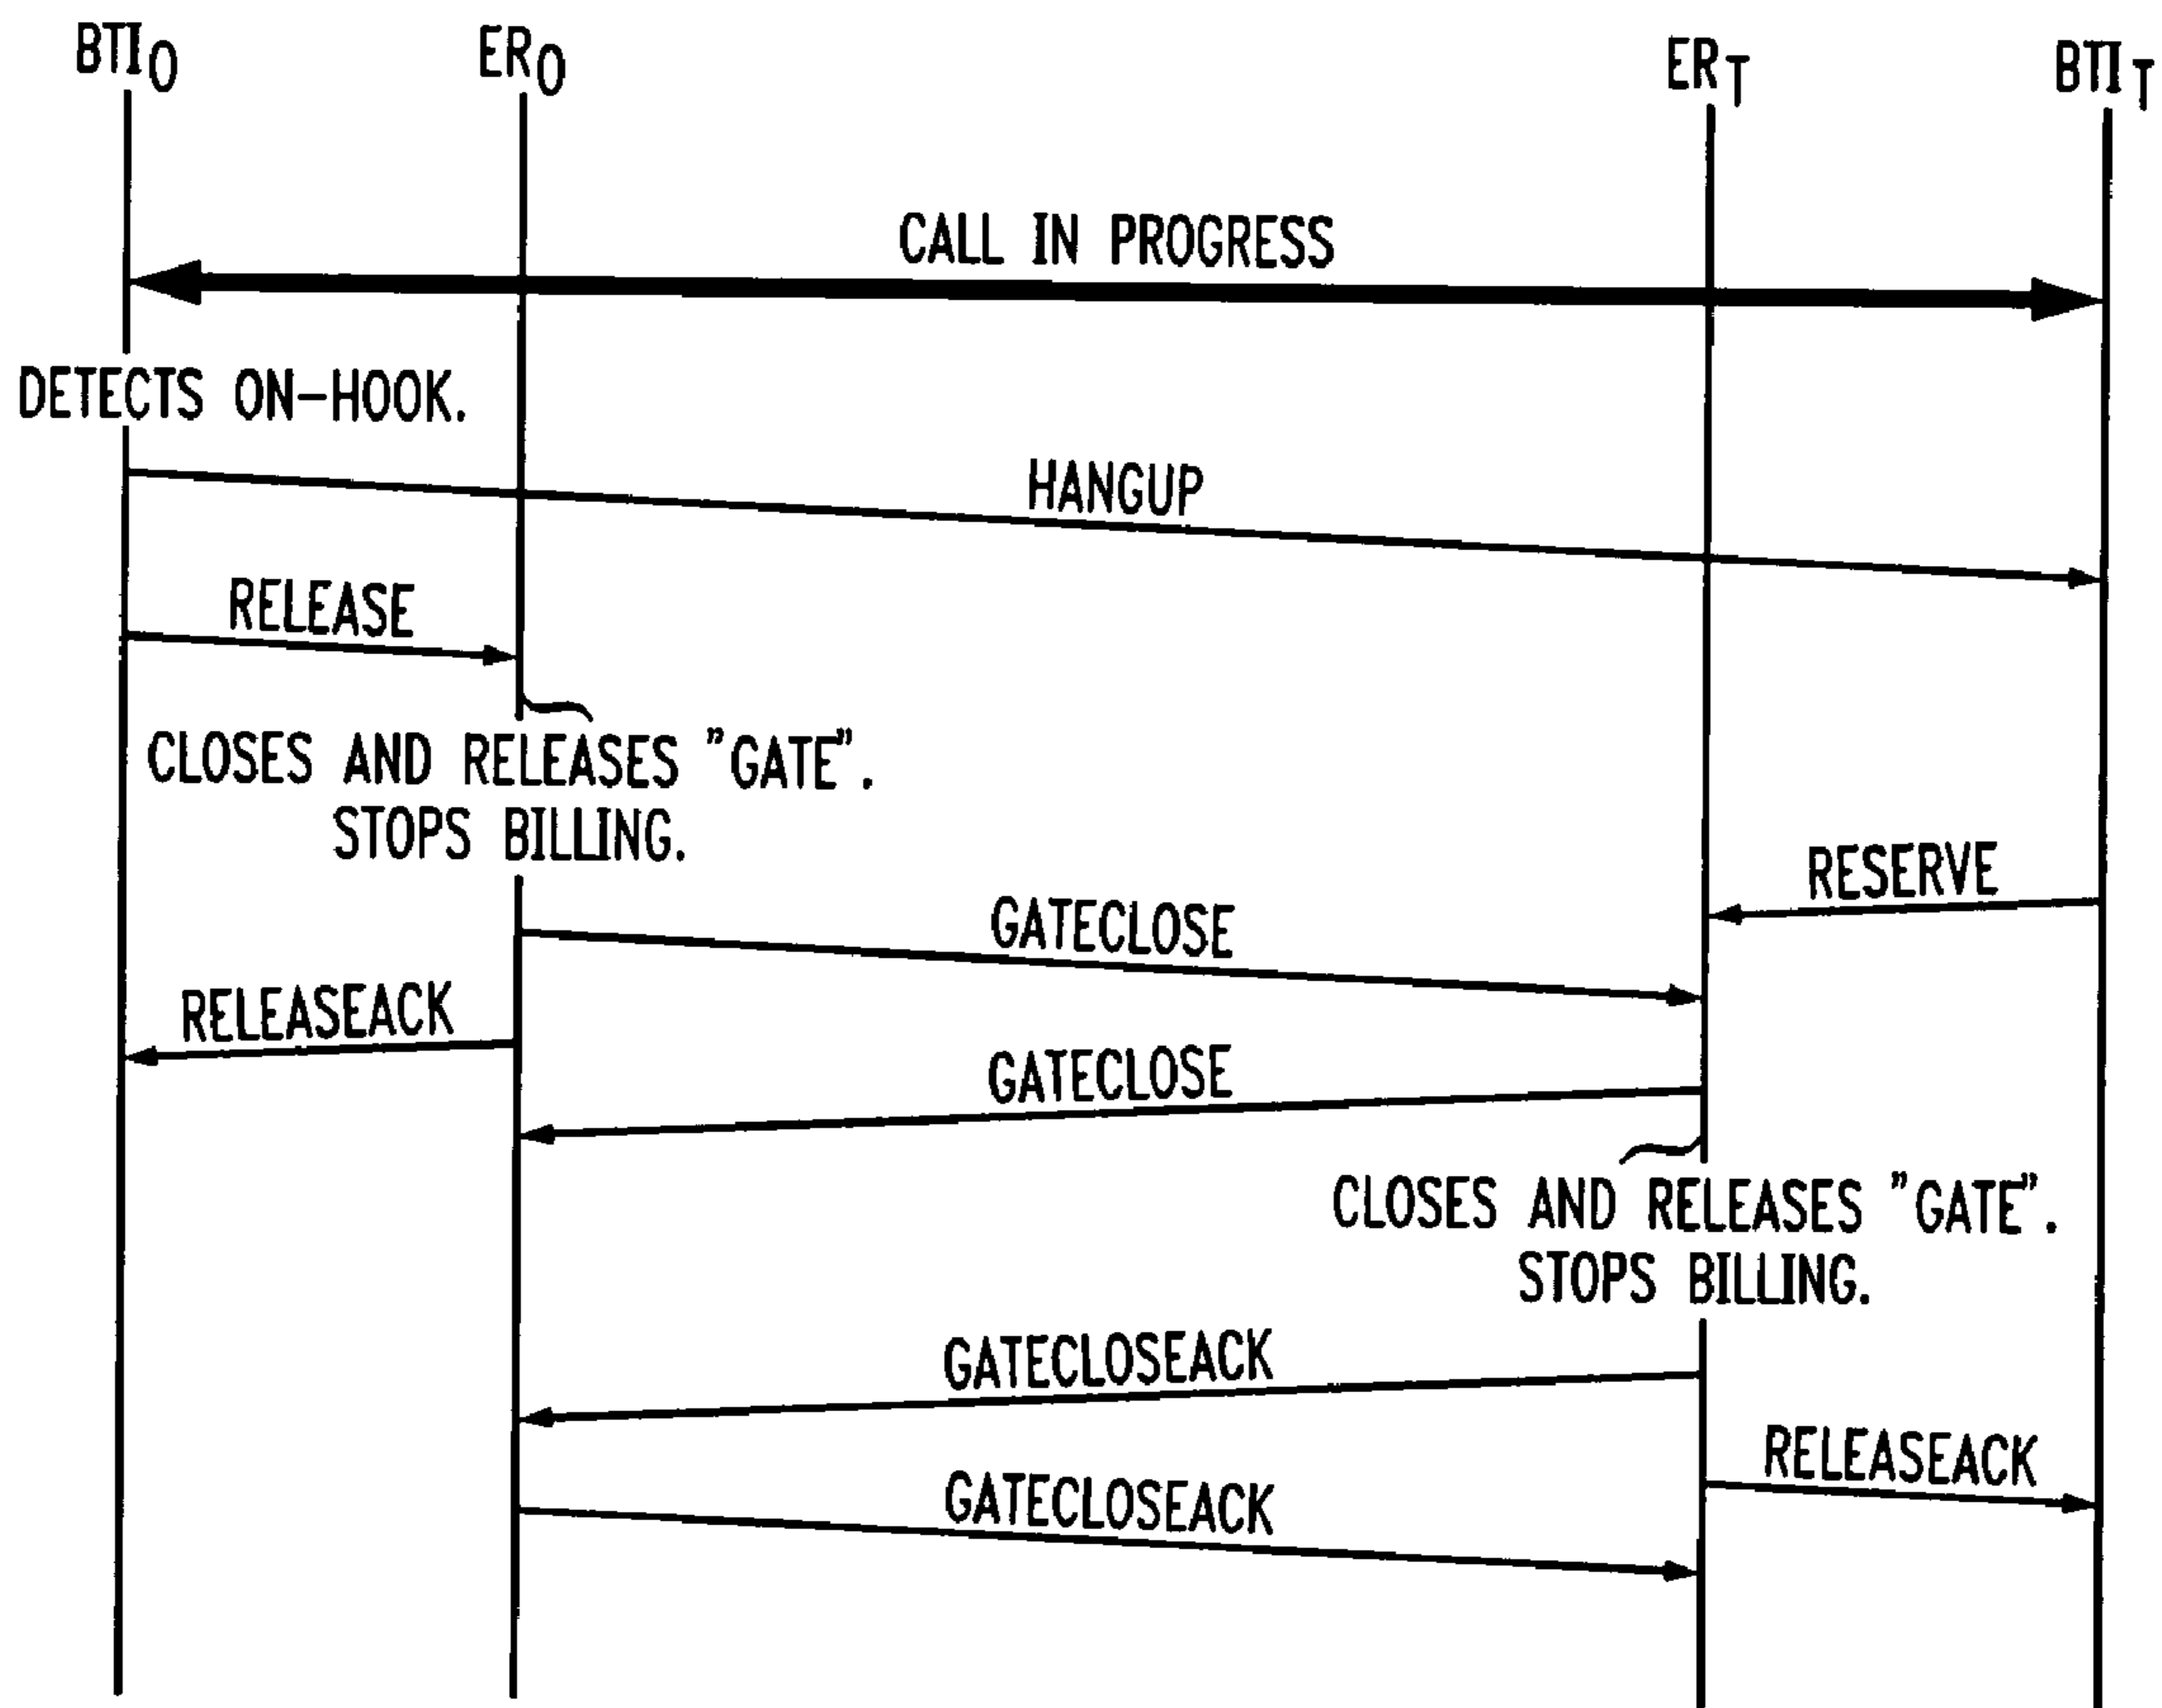 BTIO
ERO
ERT
BTIT
CALL IN PROGRESS
DETECTS ON-HOOK.
HANGUP
RELEASE
CLOSES AND RELEASES "GATE".
STOPS BILLING.
RESERVE
GATECLOSE
RELEASEACK
GATECLOSE
CLOSES AND RELEASES "GATE".
STOPS BILLING.
GATECLOSEACK
RELEASEACK
GATECLOSEACK